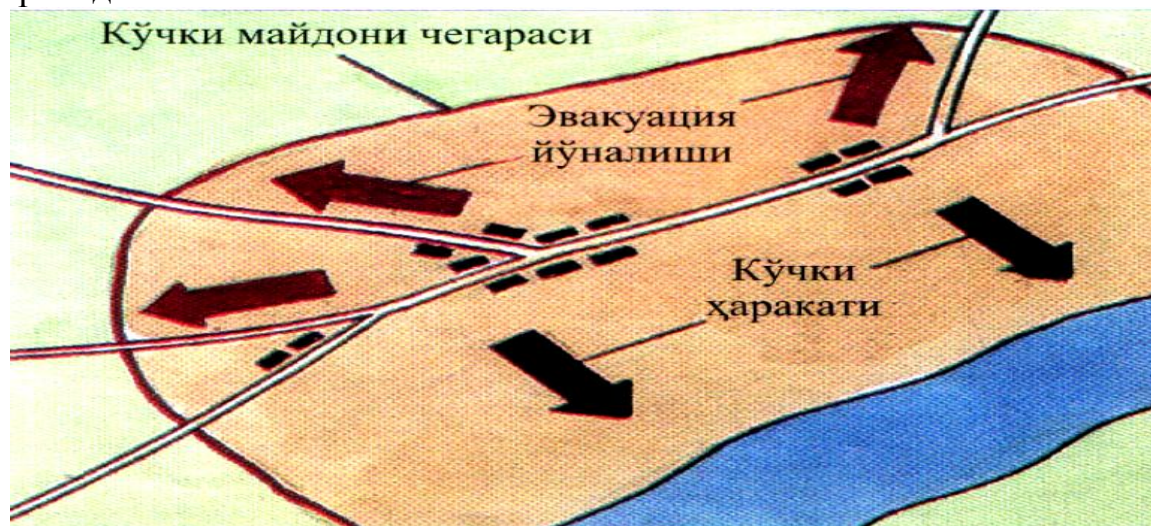 Кўчки майдони чегараси
Эвакуация
йўналиши
Кўчки
ҳаракати